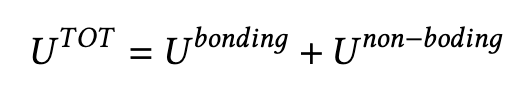 U^{TOT} = U^{bonding} + U^{non−boding}